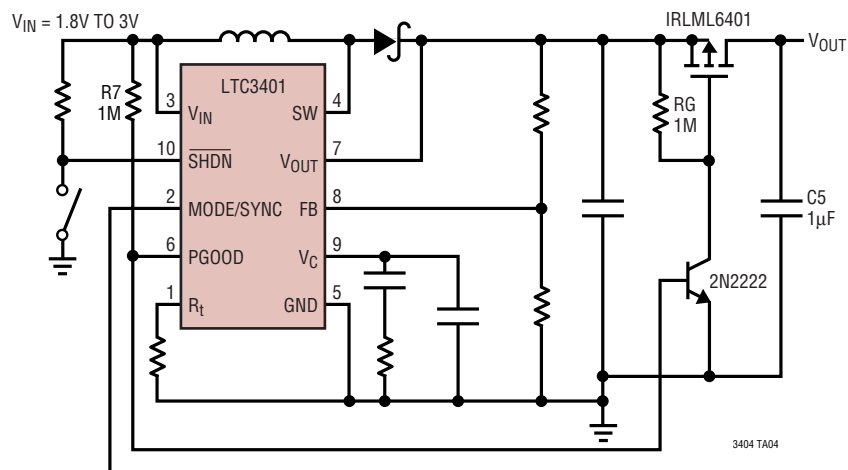 V_IN = 1.8V TO 3V
IRLML6401
V_OUT
R7
1M
LTC3401
3
V_IN
SW
4
RG
1M
10
SHDN
V_OUT
7
2
MODE/SYNC
FB
8
C5
1µF
6
PGOOD
V_C
9
2N2222
1
R_t
GND
5
3404 TA04